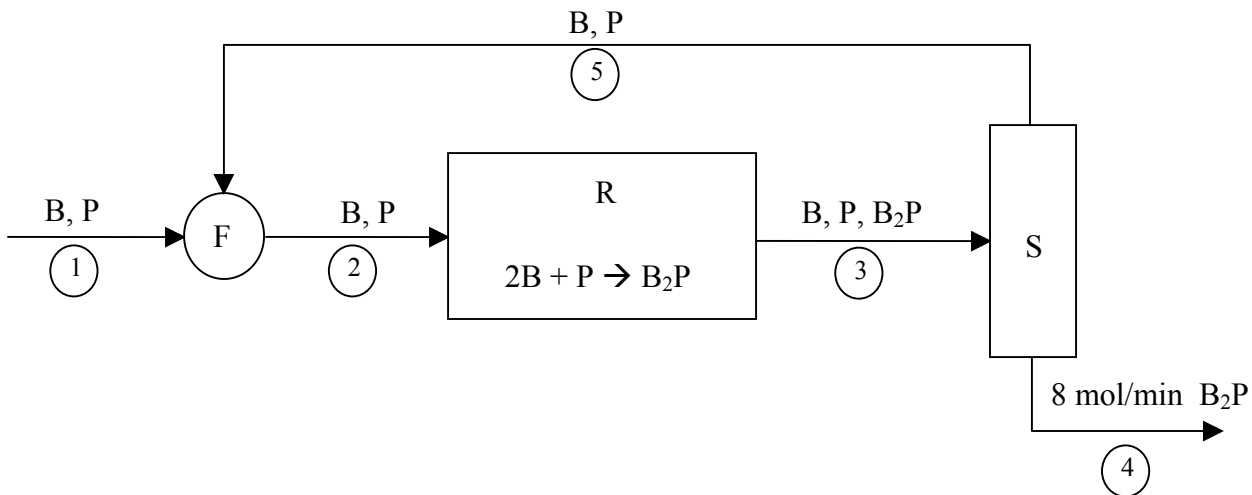 B, P
5
B, P
1
F
B, P
2
R
2B + P → B₂P
B, P, B₂P
3
S
8 mol/min B₂P
4